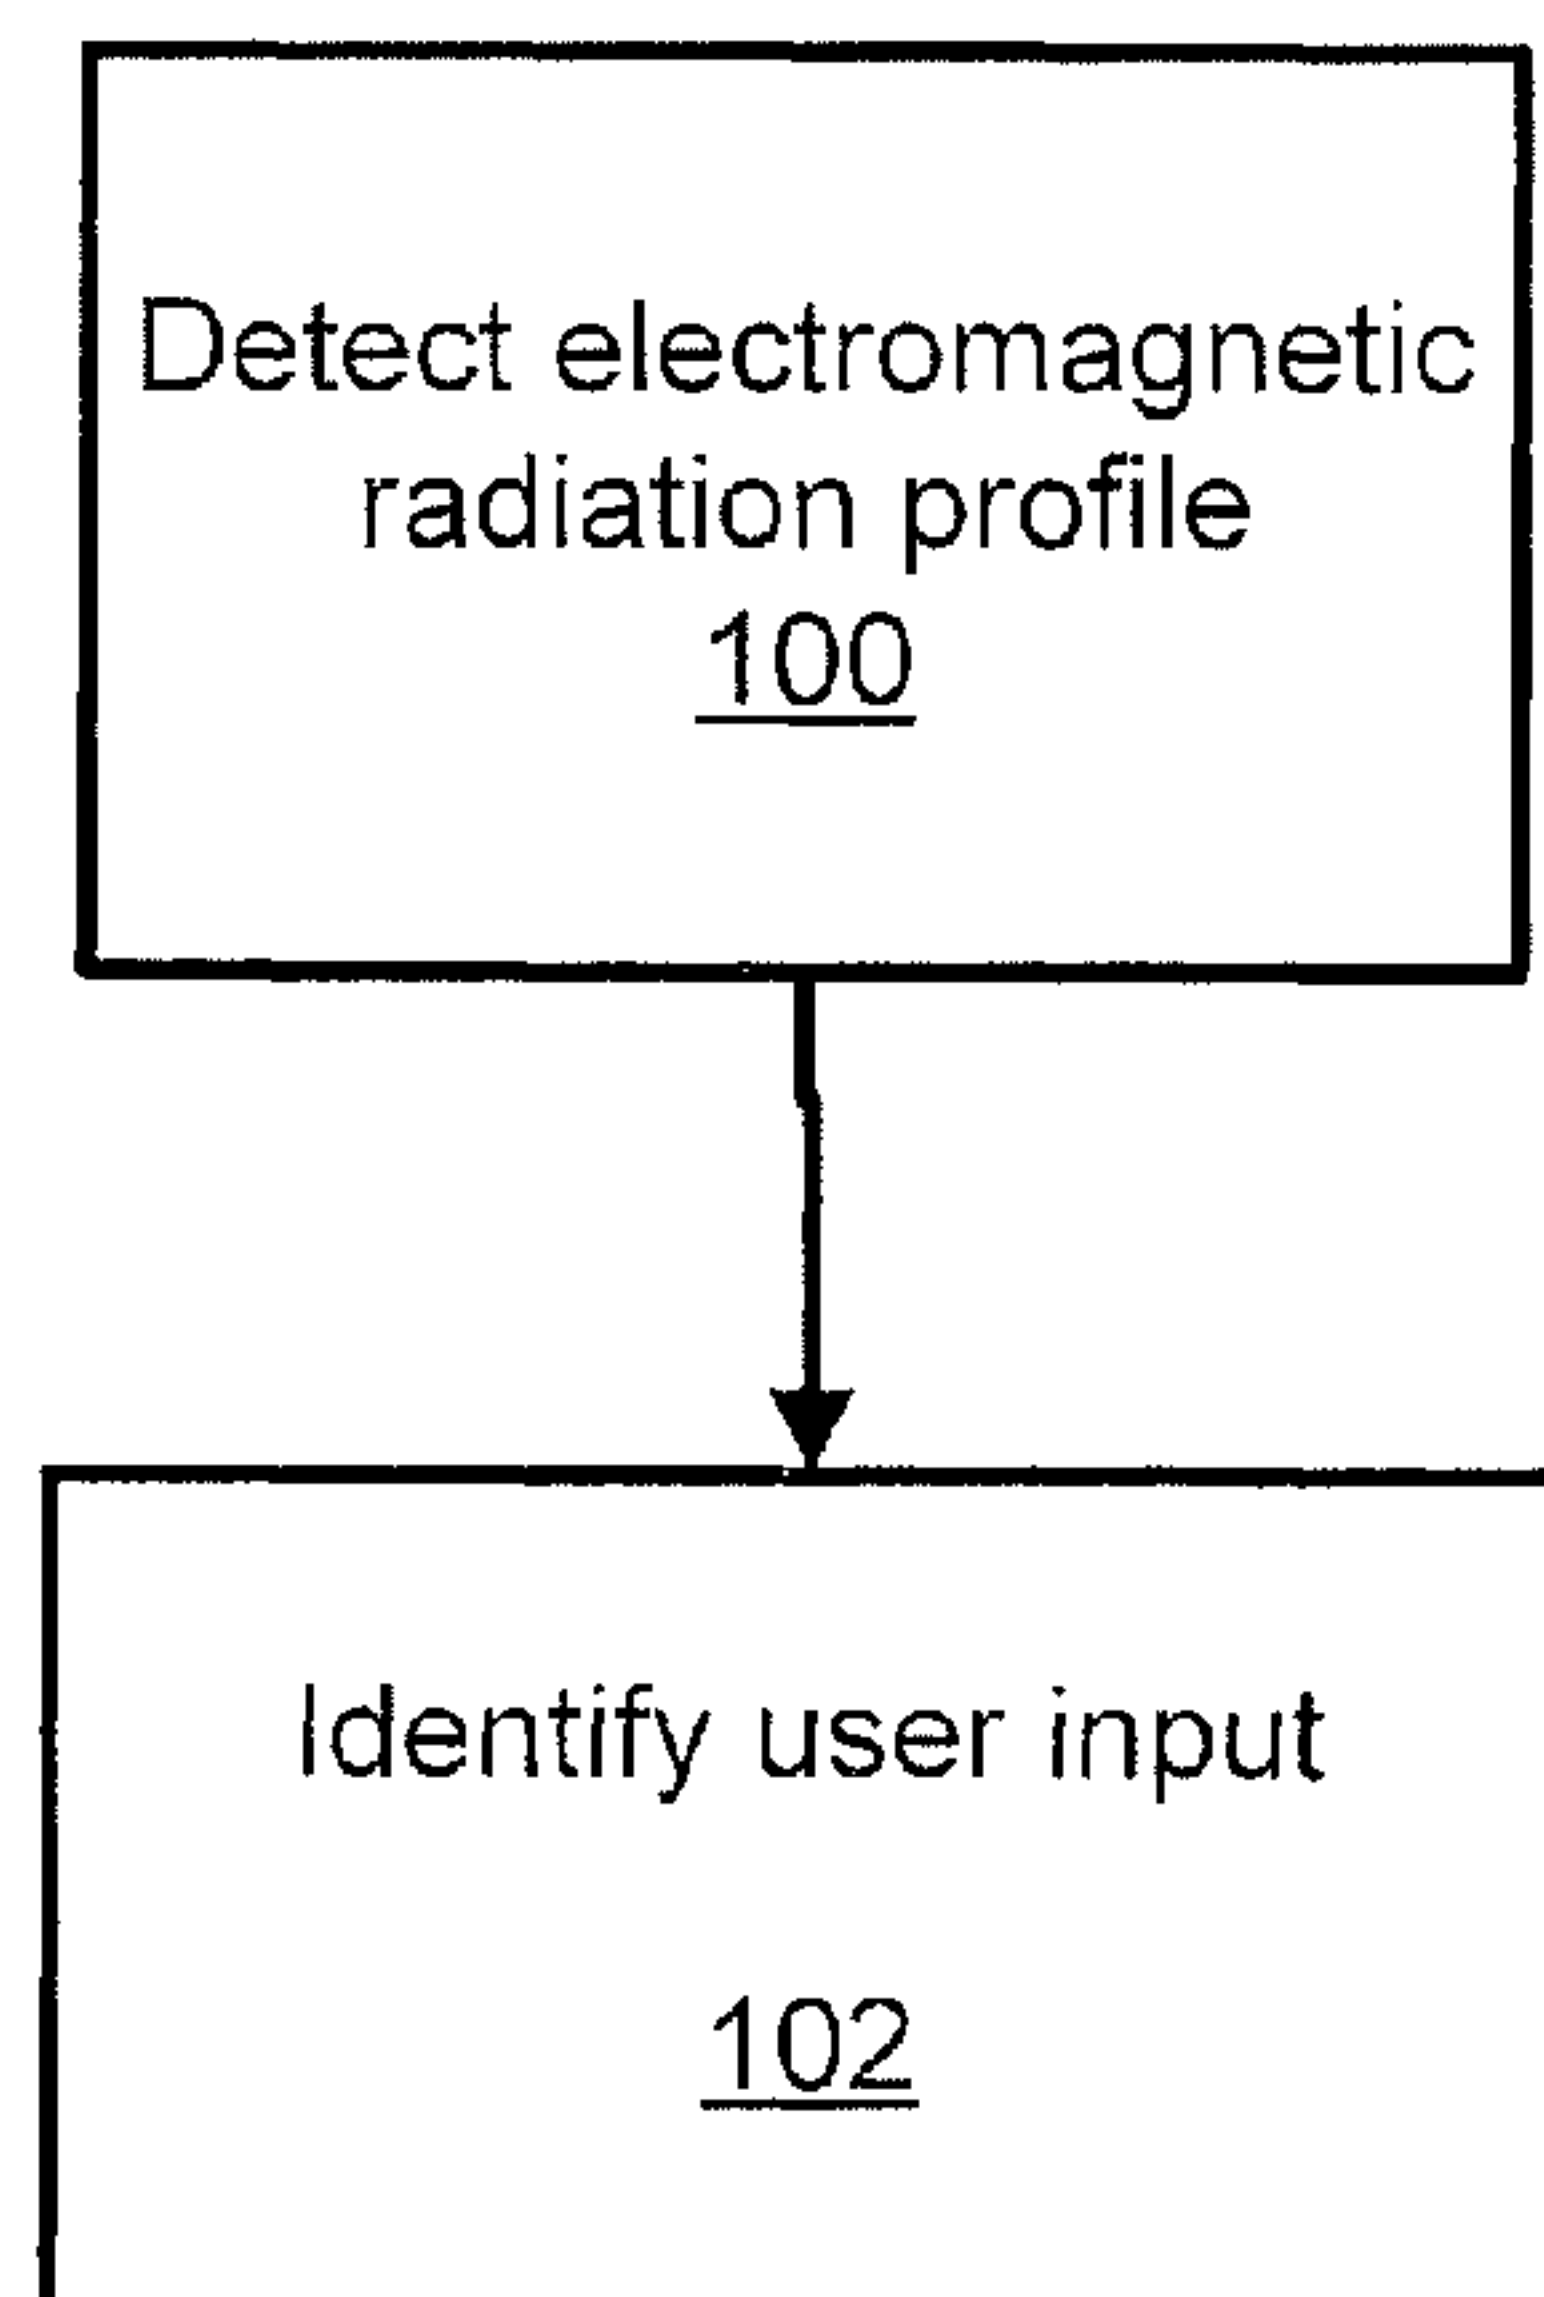 Detect electromagnetic
radiation profile
100
Identify user input
102